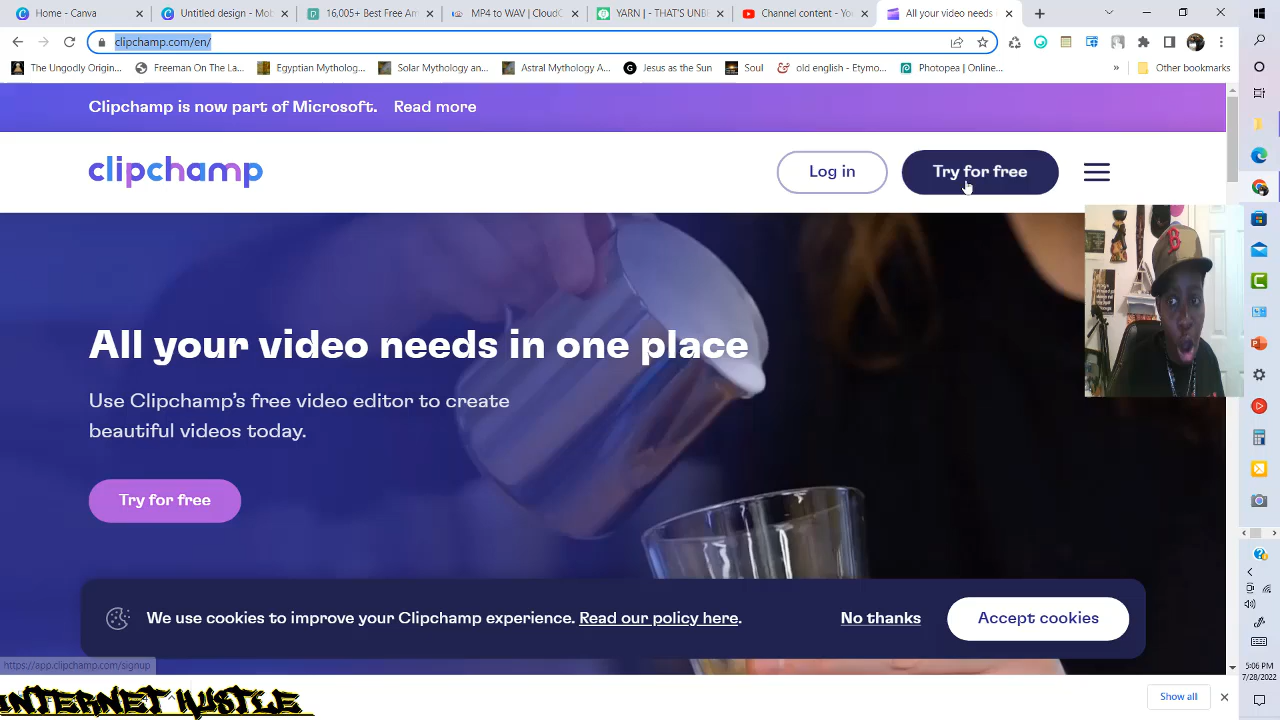 Home - Canva
Untitled design - Mot
16,005+ Best Free Am
MP4 to WAV | CloudC
YARN | - THAT'S UNBE
Channel content - You
All your video needs
clipchamp.com/en/
The Ungodly Origin...
Freeman On The La...
Egyptian Mytholog...
Solar Mythology an...
Astral Mythology A...
Jesus as the Sun
Soul
old english - Etymo...
Photopea | Online...
»
Other bookmarks
Clipchamp is now part of Microsoft. Read more
clipchamp
Log in
Try for free
B
All your video needs in one place
Use Clipchamp's free video editor to create
beautiful videos today.
Try for free
We use cookies to improve your Clipchamp experience. Read our policy here.
No thanks
Accept cookies
https://app.clipchamp.com/signup
INTERNET HUSTLE
Show all
5:06 PM
7/28/2022